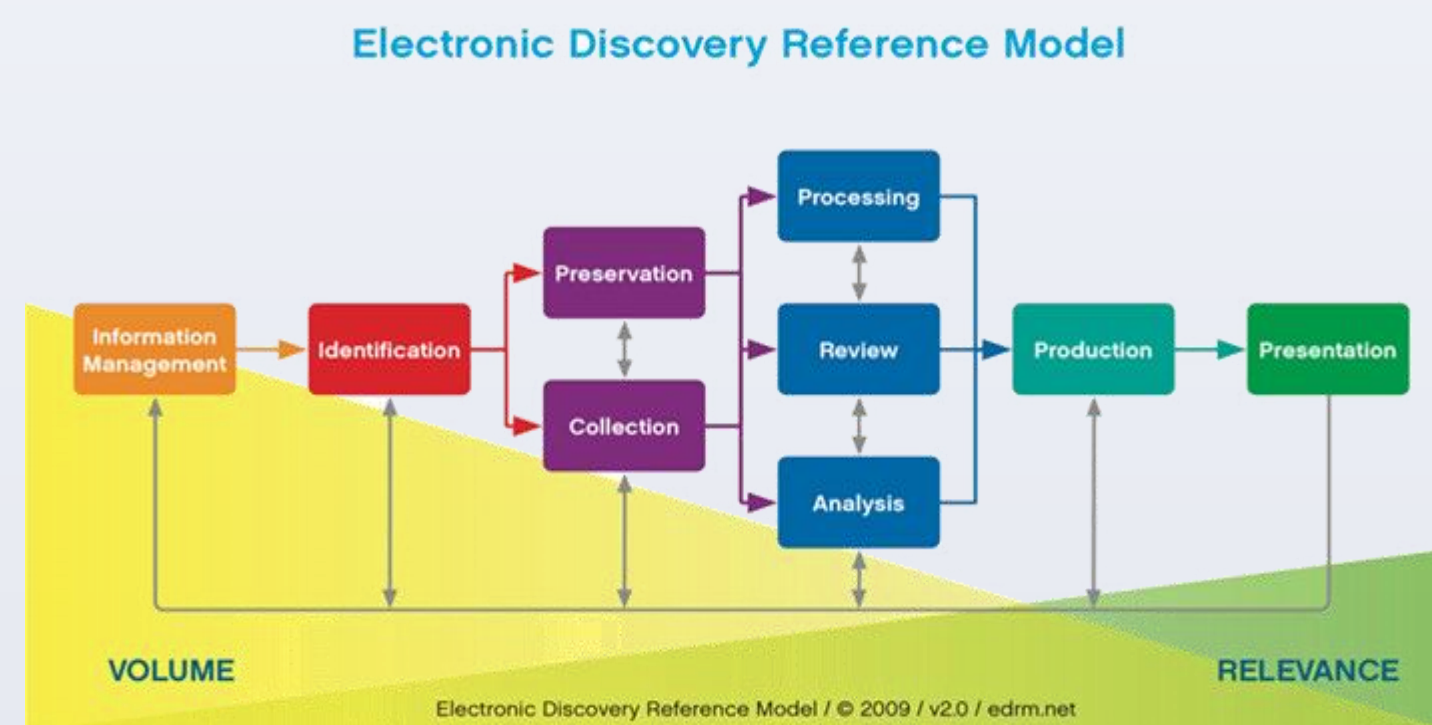 Electronic Discovery Reference Model
Processing
Preservation
Information
Management
Identification
Review
Production
Presentation
Collection
Analysis
VOLUME
RELEVANCE
Electronic Discovery Reference Model / © 2009 / v2.0 / edrm.net